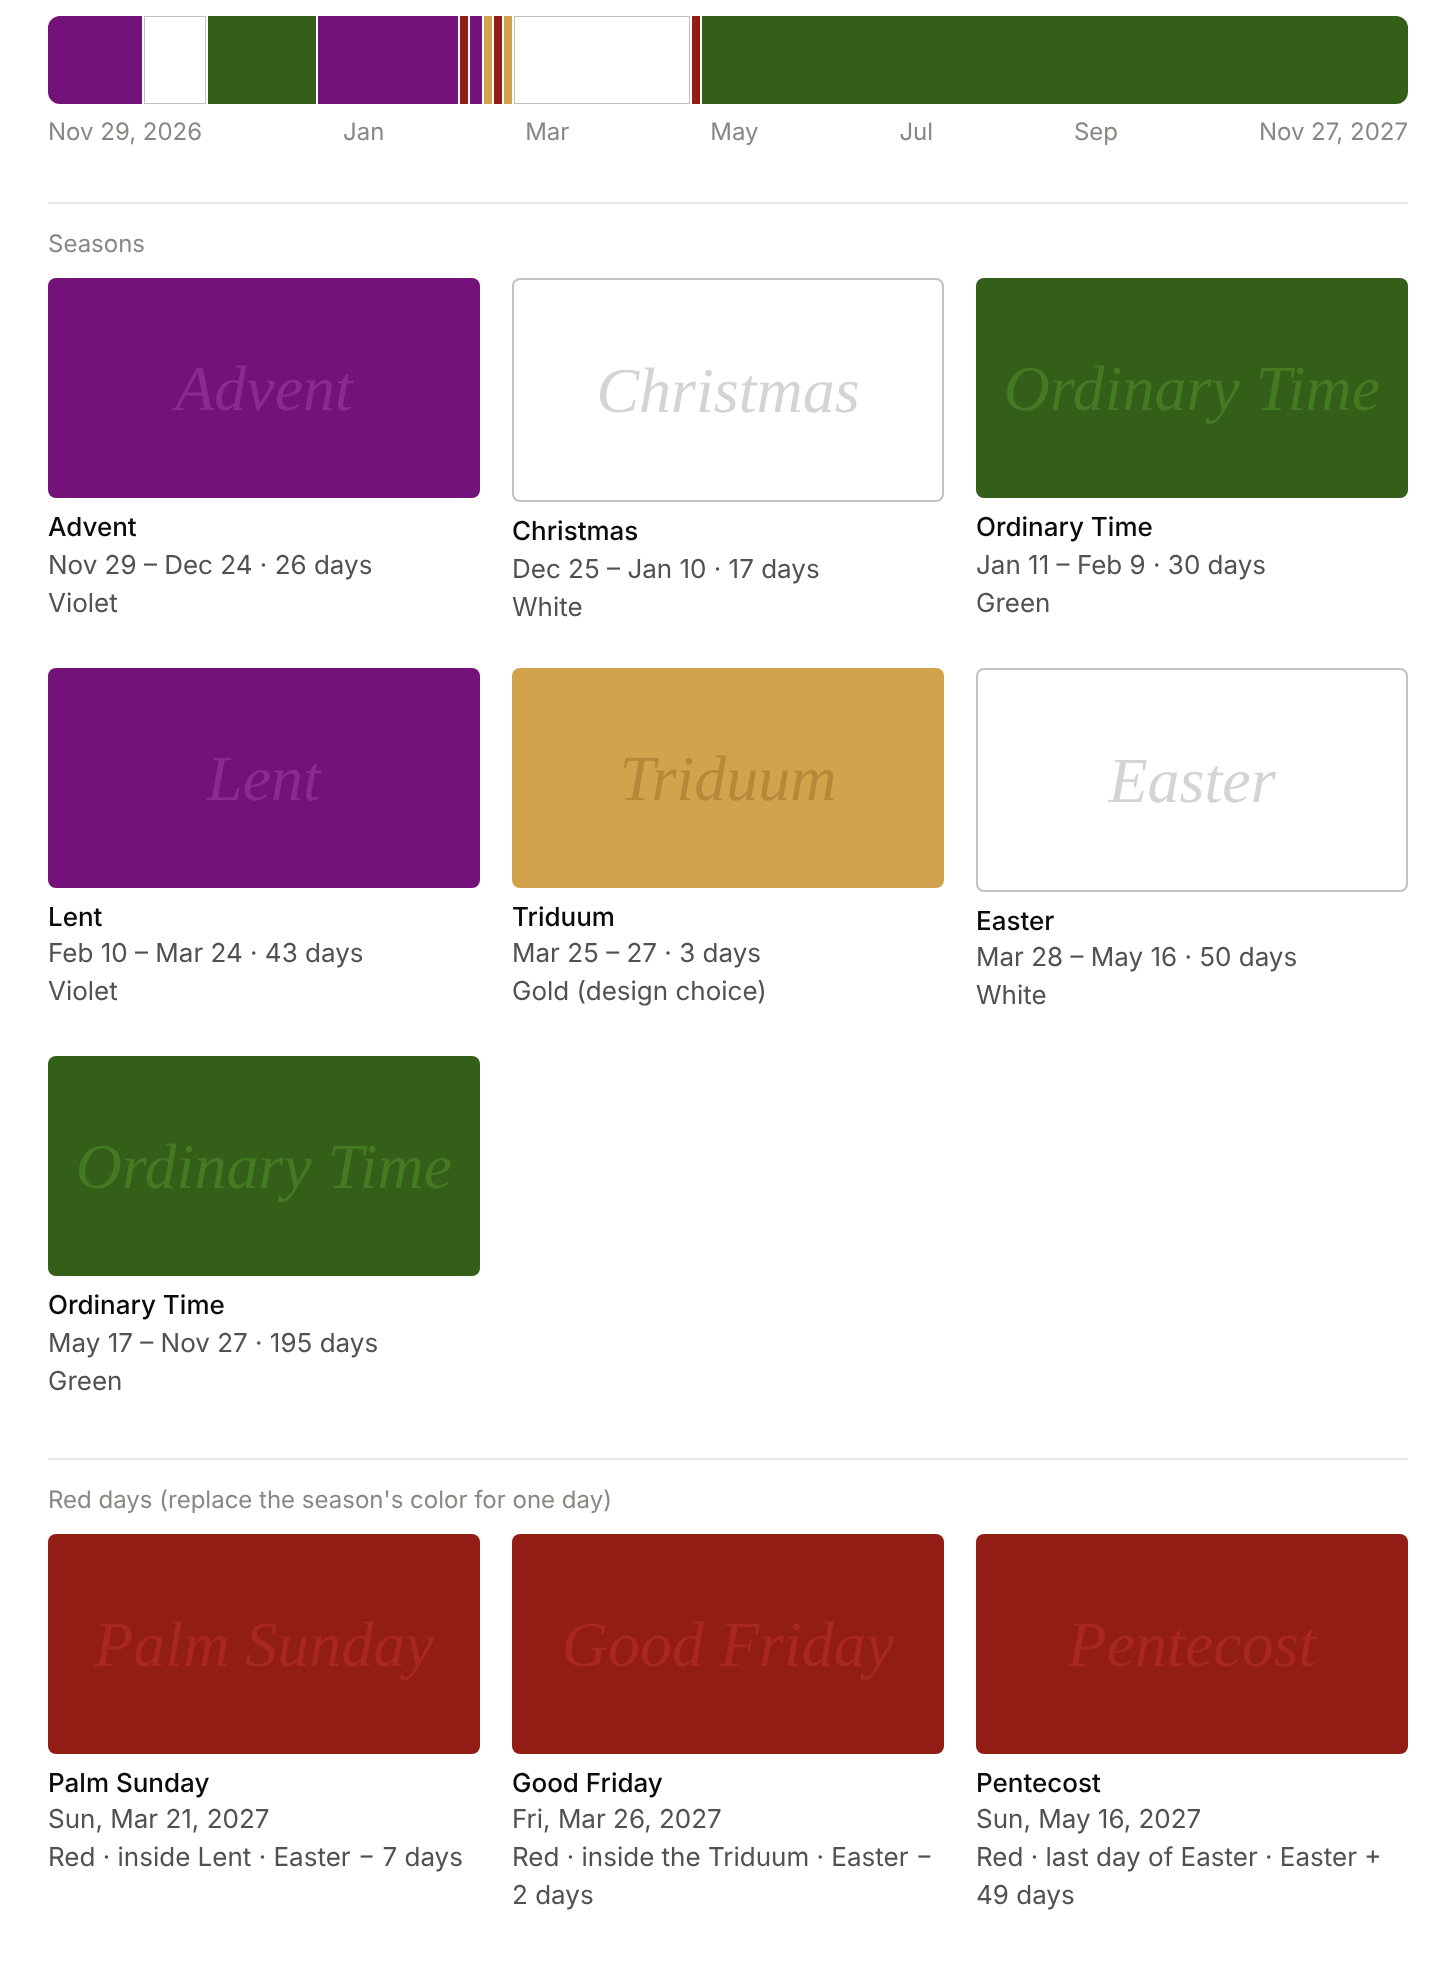 Nov 29, 2026 Jan Mar May Jul Sep Nov 27, 2027
Seasons
Advent Christmas Ordinary Time
Advent
Nov 29 – Dec 24 · 26 days
Violet
Christmas
Dec 25 – Jan 10 · 17 days
White
Ordinary Time
Jan 11 – Feb 9 · 30 days
Green
Lent Triduum Easter
Lent
Feb 10 – Mar 24 · 43 days
Violet
Triduum
Mar 25 – 27 · 3 days
Gold (design choice)
Easter
Mar 28 – May 16 · 50 days
White
Ordinary Time
Ordinary Time
May 17 – Nov 27 · 195 days
Green
Red days (replace the season's color for one day)
Palm Sunday Good Friday Pentecost
Palm Sunday
Sun, Mar 21, 2027
Red · inside Lent · Easter − 7 days
Good Friday
Fri, Mar 26, 2027
Red · inside the Triduum · Easter −
2 days
Pentecost
Sun, May 16, 2027
Red · last day of Easter · Easter +
49 days